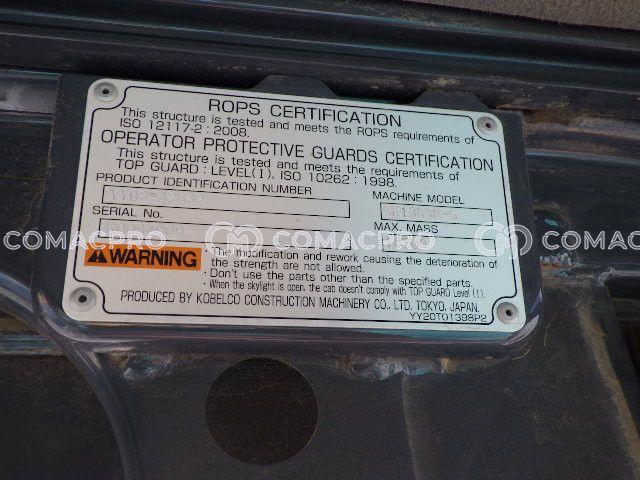 ROPS CERTIFICATION
This structure is tested and meets the ROPS requirements of
ISO 12117-2 : 2008.
OPERATOR PROTECTIVE GUARDS CERTIFICATION
This structure is tested and meets the requirements of
TOP GUARD : LEVEL(I), ISO 10262 : 1998.
PRODUCT IDENTIFICATION NUMBER
MACHINE MODEL
SERIAL No.
MAX. MASS
COMACPRO COMACPRO COMACPRO COMACPRO
WARNING
·The modification and rework causing the deterioration of
the strength are not allowed.
·Don't use the parts other than the specified parts.
·When the skylight is open, the cab doesn't comply with TOP GUARD Level (I).
PRODUCED BY KOBELCO CONSTRUCTION MACHINERY CO., LTD. TOKYO, JAPAN.
YY20T01398P2